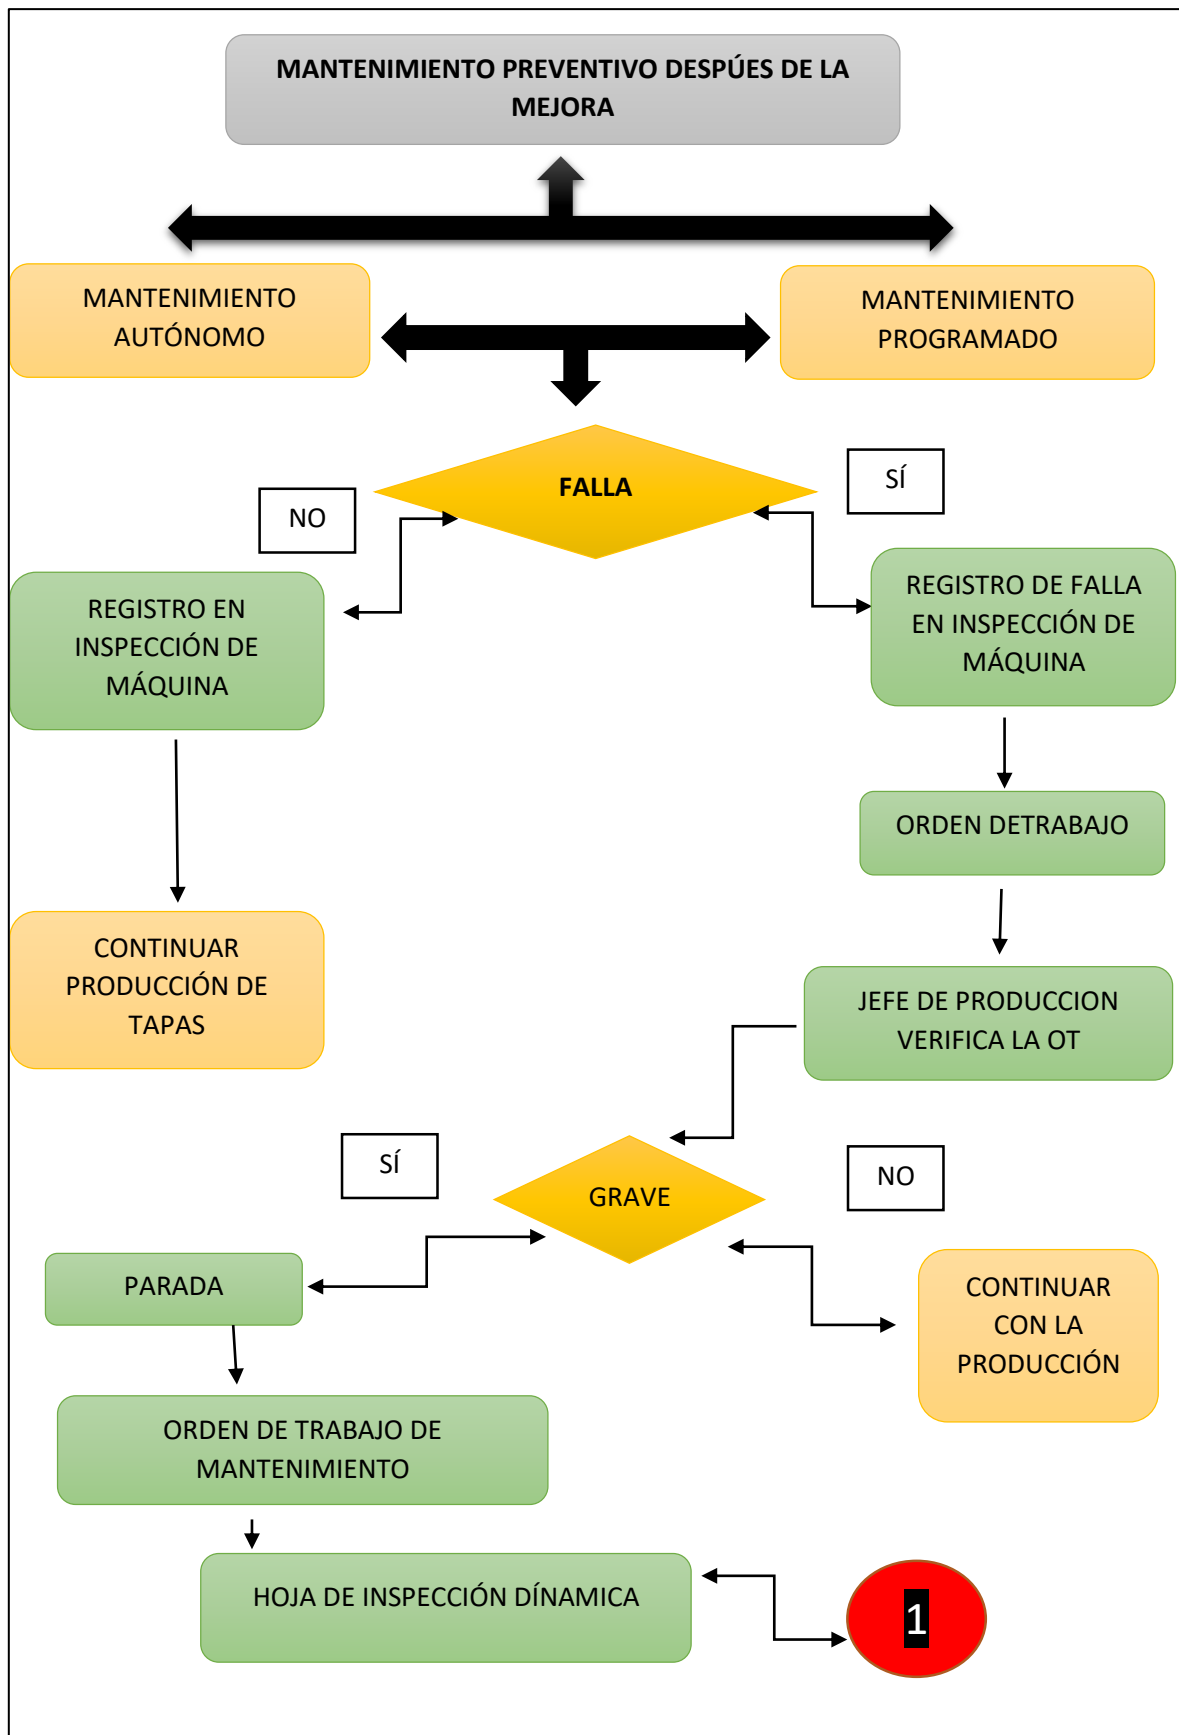 MANTENIMIENTO PREVENTIVO DESPÚES DE LA
MEJORA
MANTENIMIENTO
AUTÓNOMO
MANTENIMIENTO
PROGRAMADO
FALLA
SÍ
NO
REGISTRO EN
INSPECCIÓN DE
MÁQUINA
REGISTRO DE FALLA
EN INSPECCIÓN DE
MÁQUINA
ORDEN DETRABAJO
CONTINUAR
PRODUCCIÓN DE
TAPAS
JEFE DE PRODUCCION
VERIFICA LA OT
SÍ
NO
GRAVE
PARADA
CONTINUAR
CON LA
PRODUCCIÓN
ORDEN DE TRABAJO DE
MANTENIMIENTO
HOJA DE INSPECCIÓN DÍNAMICA
1